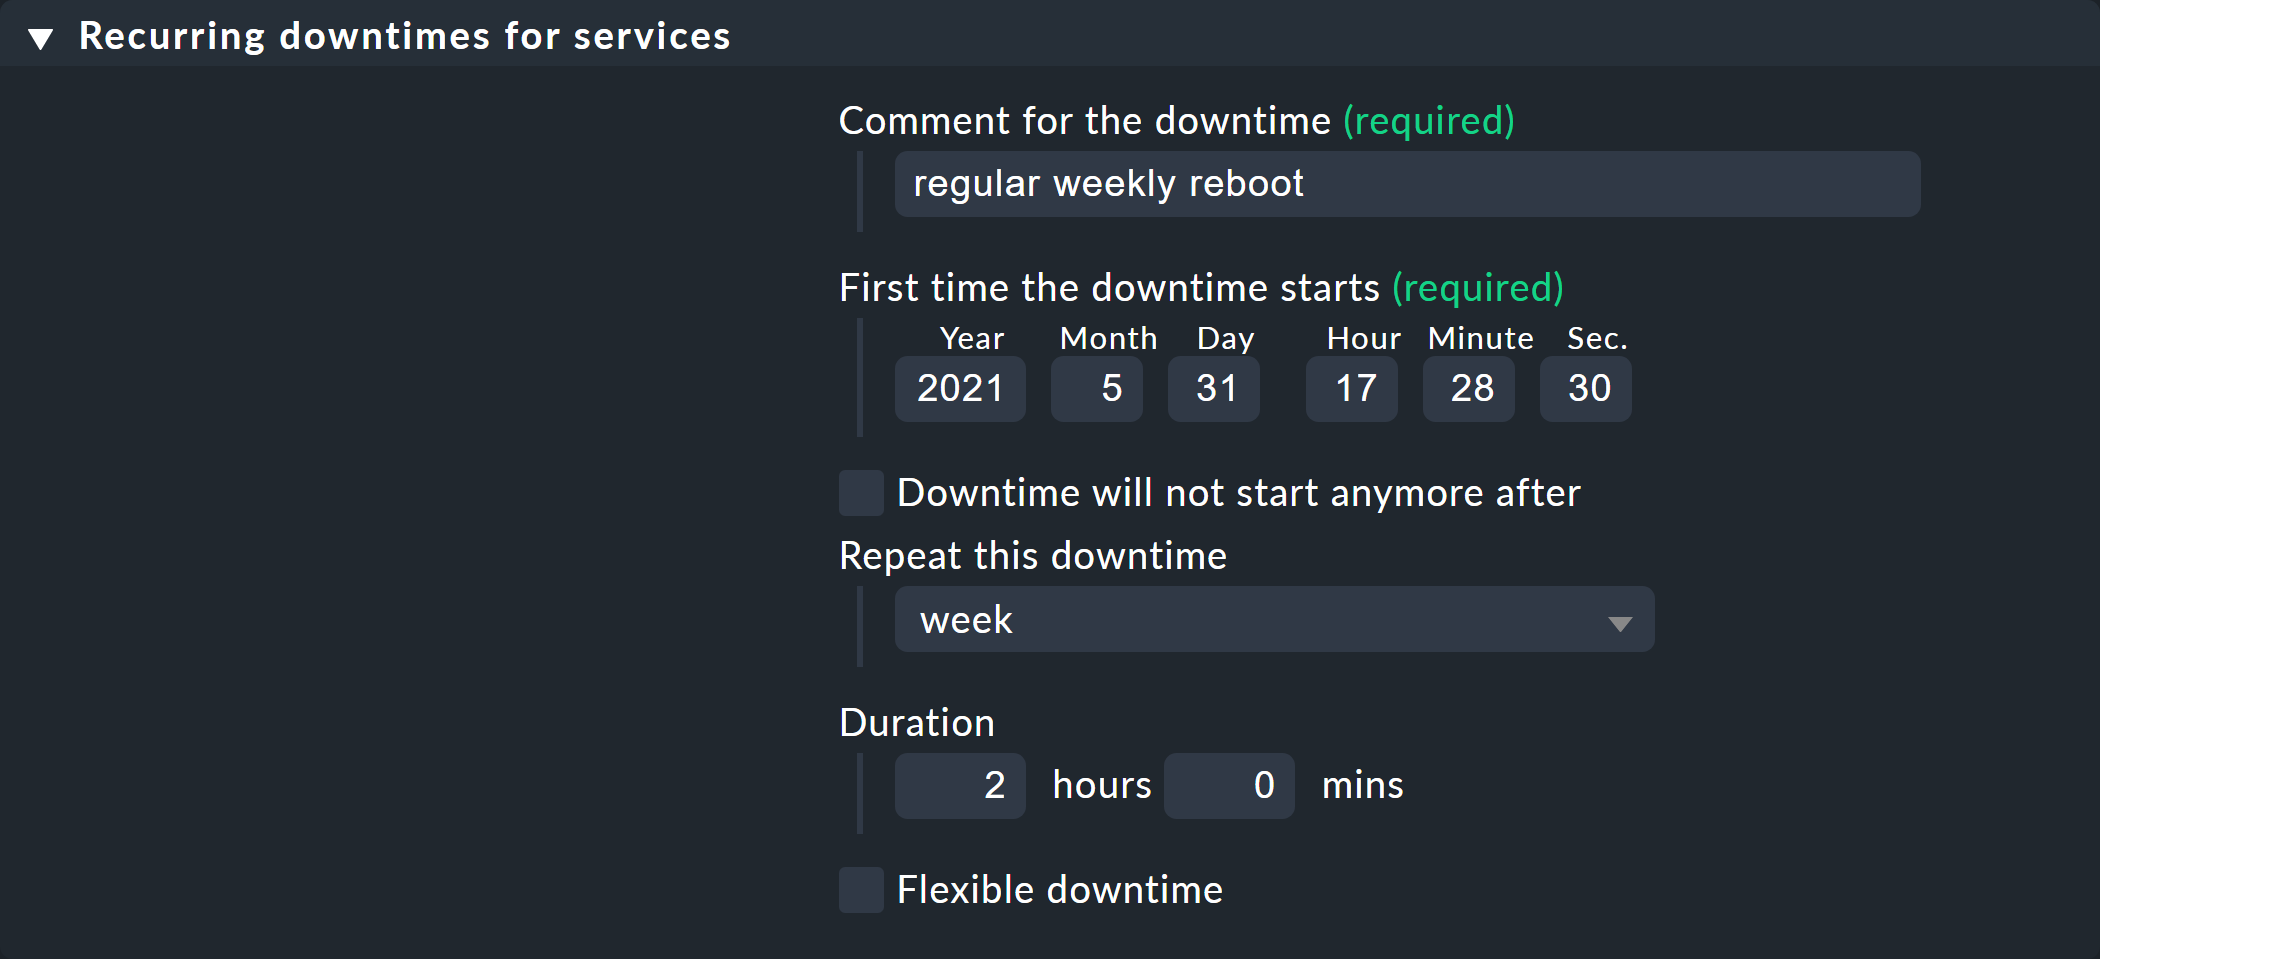 Recurring downtimes for services
Comment for the downtime (required)
regular weekly reboot
First time the downtime starts (required)
Year Month Day Hour Minute Sec.
2021 5 31 17 28 30
Downtime will not start anymore after
Repeat this downtime
week
Duration
2 hours 0 mins
Flexible downtime